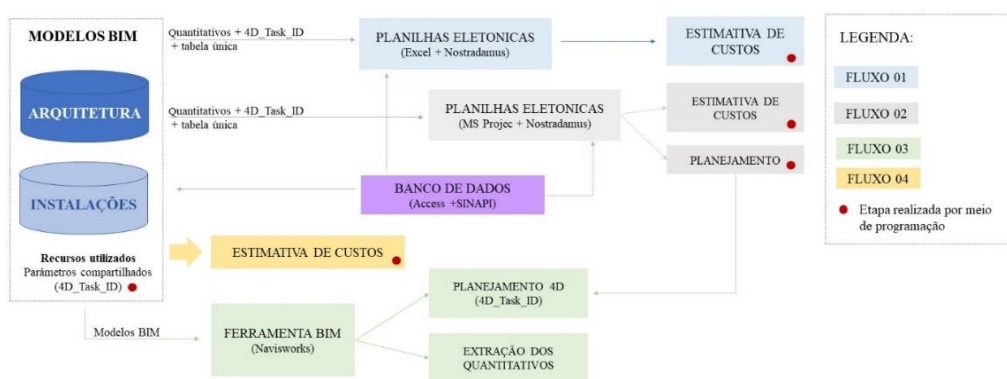 MODELOS BIM
ARQUITETURA
INSTALAÇÕES
Recursos utilizados
Parâmetros compartilhados
(4D_Task_ID)
Quantitativos + 4D_Task_ID
+ tabela única
Quantitativos + 4D_Task_ID
+ tabela única
PLANILHAS ELETONICAS
(Excel + Nostradamus)
ESTIMATIVA DE
CUSTOS
PLANILHAS ELETONICAS
(MS Projec + Nostradamus)
ESTIMATIVA DE
CUSTOS
PLANEJAMENTO
BANCO DE DADOS
(Access +SINAPI)
ESTIMATIVA DE CUSTOS
Modelos BIM
FERRAMENTA BIM
(Navisworks)
PLANEJAMENTO 4D
(4D_Task_ID)
EXTRAÇÃO DOS
QUANTITATIVOS
LEGENDA:
FLUXO 01
FLUXO 02
FLUXO 03
FLUXO 04
Etapa realizada por meio
de programação